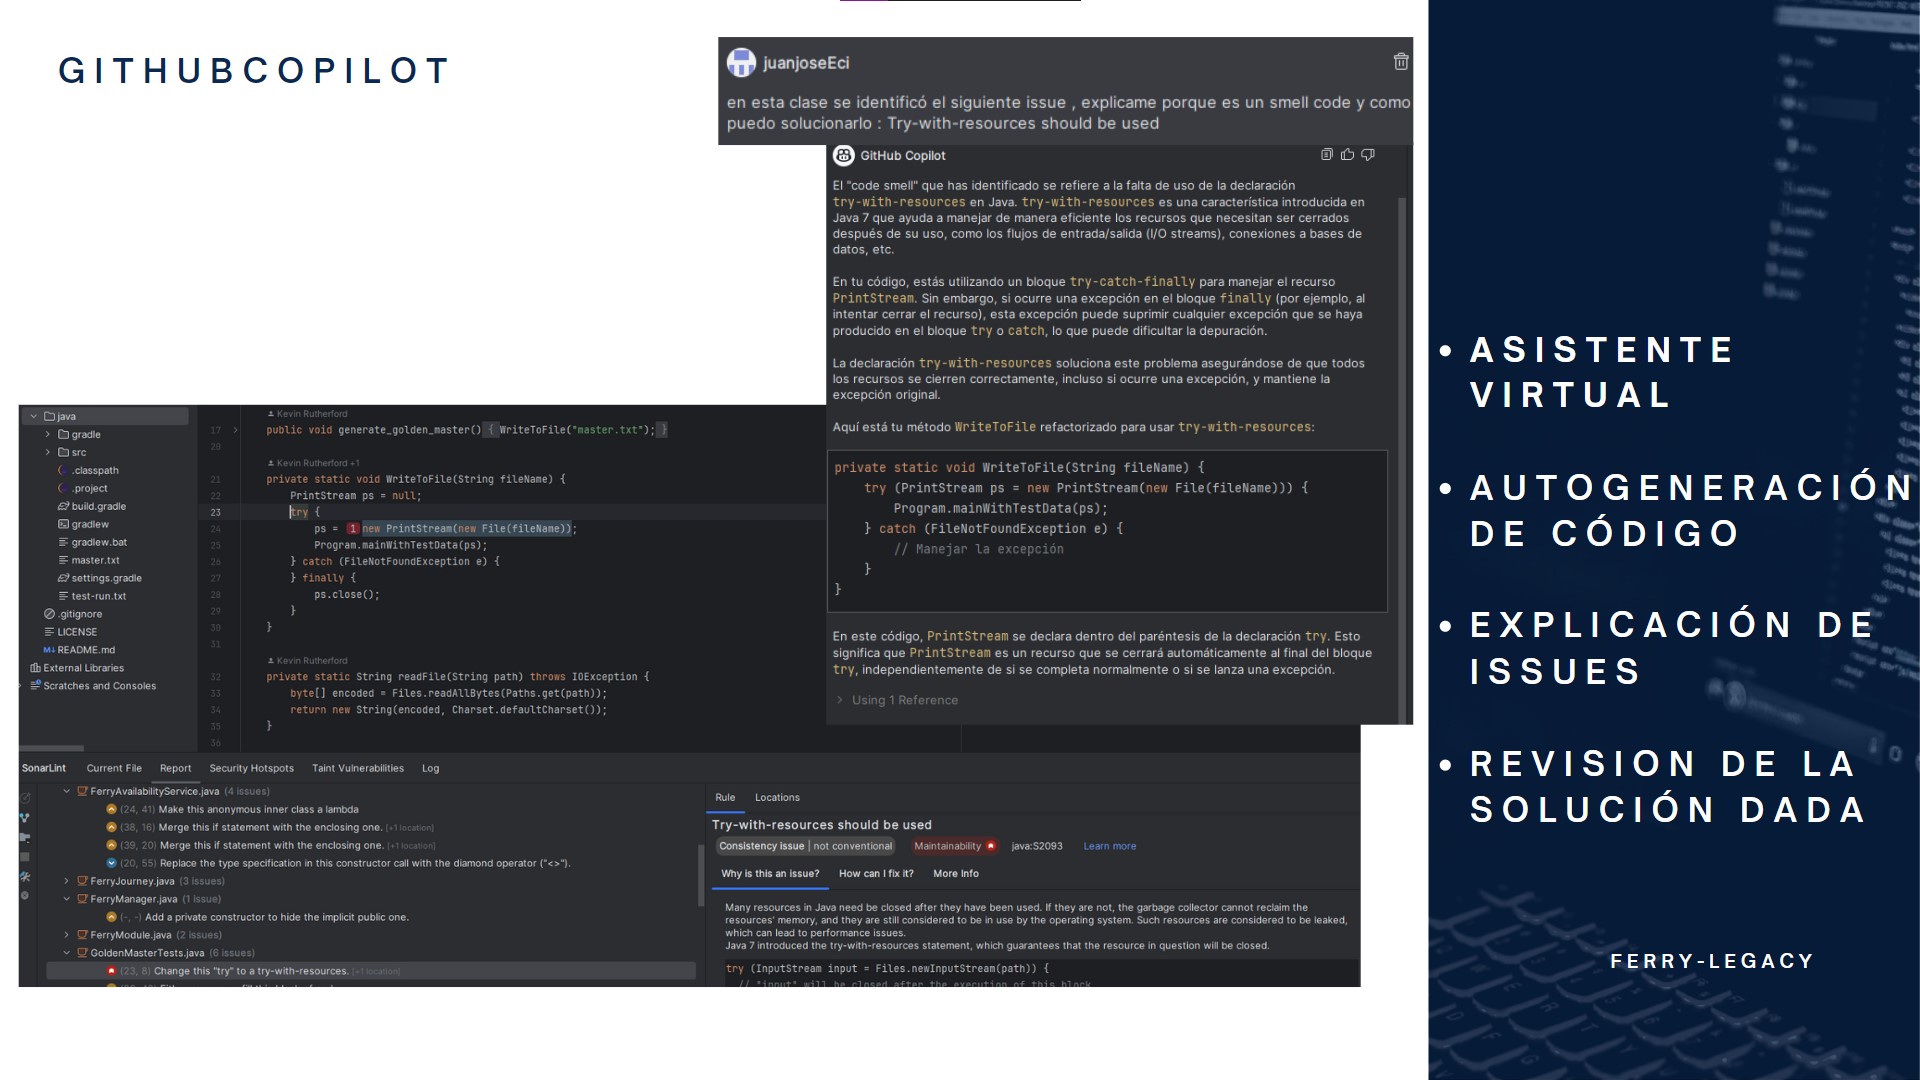 GITHUBCOPILOT
juanjoseEci
en esta clase se identificó el siguiente issue , explicame porque es un smell code y como
puedo solucionarlo : Try-with-resources should be used
GitHub Copilot
El "code smell" que has identificado se refiere a la falta de uso de la declaración
try-with-resources en Java. try-with-resources es una característica introducida en
Java 7 que ayuda a manejar de manera eficiente los recursos que necesitan ser cerrados
después de su uso, como los flujos de entrada/salida (I/O streams), conexiones a bases de
datos, etc.
En tu código, estás utilizando un bloque try-catch-finally para manejar el recurso
PrintStream. Sin embargo, si ocurre una excepción en el bloque finally (por ejemplo, al
intentar cerrar el recurso), esta excepción puede suprimir cualquier excepción que se haya
producido en el bloque try o catch, lo que puede dificultar la depuración.
La declaración try-with-resources soluciona este problema asegurándose de que todos
los recursos se cierren correctamente, incluso si ocurre una excepción, y mantiene la
excepción original.
Aquí está tu método WriteToFile refactorizado para usar try-with-resources:
private static void WriteToFile(String fileName) {
try (PrintStream ps = new PrintStream(new File(fileName))) {
Program.mainWithTestData(ps);
} catch (FileNotFoundException e) {
// Manejar la excepción
}
}
En este código, PrintStream se declara dentro del paréntesis de la declaración try. Esto
significa que PrintStream es un recurso que se cerrará automáticamente al final del bloque
try, independientemente de si se completa normalmente o si se lanza una excepción.
Using 1 Reference
java
gradle
src
.classpath
.project
build.gradle
gradlew
gradlew.bat
master.txt
settings.gradle
test-run.txt
.gitignore
LICENSE
M↓ README.md
External Libraries
Scratches and Consoles
Kevin Rutherford
17 public void generate_golden_master() { WriteToFile("master.txt"); }
20
Kevin Rutherford +1
21 private static void WriteToFile(String fileName) {
22 PrintStream ps = null;
23 try {
24 ps = 1 new PrintStream(new File(fileName));
25 Program.mainWithTestData(ps);
26 } catch (FileNotFoundException e) {
27 } finally {
28 ps.close();
29 }
30 }
31
Kevin Rutherford
32 private static String readFile(String path) throws IOException {
33 byte[] encoded = Files.readAllBytes(Paths.get(path));
34 return new String(encoded, Charset.defaultCharset());
35 }
36
SonarLint Current File Report Security Hotspots Taint Vulnerabilities Log
FerryAvailabilityService.java (4 issues)
(24, 41) Make this anonymous inner class a lambda
(38, 16) Merge this if statement with the enclosing one. [+1 location]
(39, 20) Merge this if statement with the enclosing one. [+1 location]
(20, 55) Replace the type specification in this constructor call with the diamond operator ("<>").
FerryJourney.java (3 issues)
FerryManager.java (1 issue)
(-, -) Add a private constructor to hide the implicit public one.
FerryModule.java (2 issues)
GoldenMasterTests.java (6 issues)
(23, 8) Change this "try" to a try-with-resources. [+1 location]
Rule Locations
Try-with-resources should be used
Consistency issue | not conventional Maintainability java:S2093 Learn more
Why is this an issue? How can I fix it? More Info
Many resources in Java need be closed after they have been used. If they are not, the garbage collector cannot reclaim the
resources' memory, and they are still considered to be in use by the operating system. Such resources are considered to be leaked,
which can lead to performance issues.
Java 7 introduced the try-with-resources statement, which guarantees that the resource in question will be closed.
try (InputStream input = Files.newInputStream(path)) {
// "input" will be closed after the execution of this block
• ASISTENTE
VIRTUAL
• AUTOGENERACIÓN
DE CÓDIGO
• EXPLICACIÓN DE
ISSUES
• REVISION DE LA
SOLUCIÓN DADA
FERRY-LEGACY